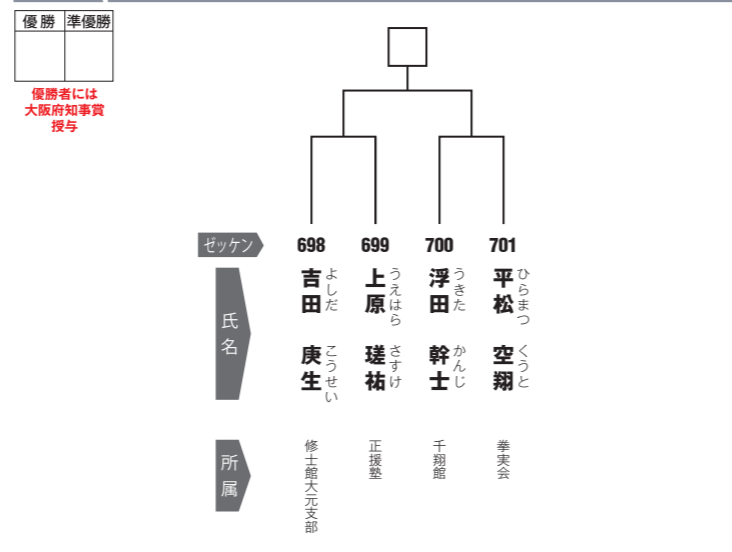 優勝 準優勝
優勝者には
大阪府知事賞
授与
ゼッケン 698 699 700 701
氏名
吉田 庚生
よしだ こうせい
上原 瑳祐
うえはら さすけ
浮田 幹士
うきた かんじ
平松 空翔
ひらまつ くうと
所属
修士館大元支部
正援塾
千翔館
拳実会